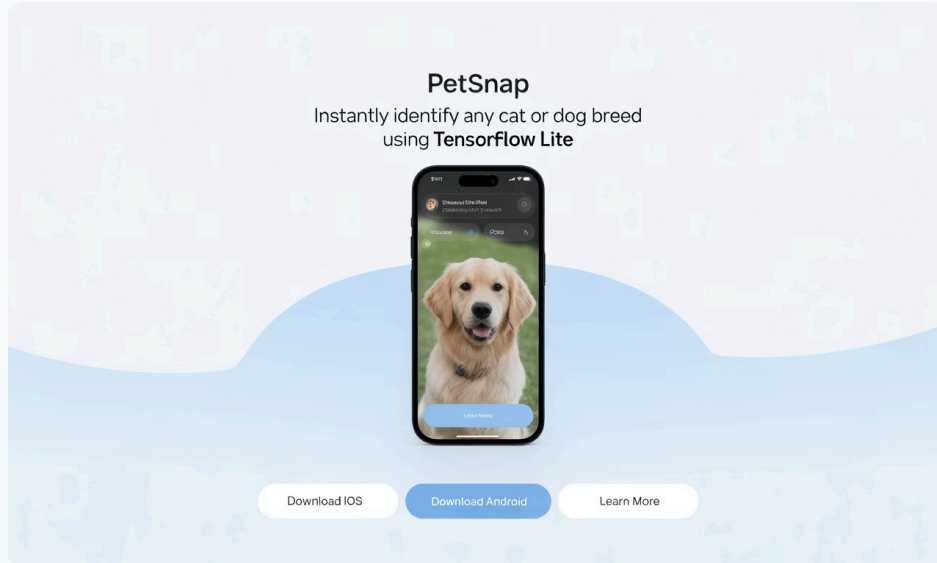 PetSnap
Instantly identify any cat or dog breed
using Tensorflow Lite
Download IOS
Download Android
Learn More